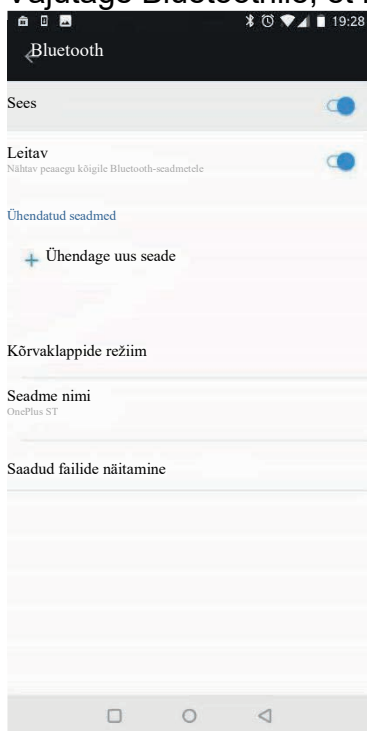 Vajutage Bluetoothile, et
19:28
Bluetooth
Sees
Leitav
Nähtav peaaegu kõigile Bluetooth-seadmetele
Ühendatud seadmed
+ Ühendage uus seade
Kõrvaklappide režiim
Seadme nimi
OnePlus ST
Saadud failide näitamine